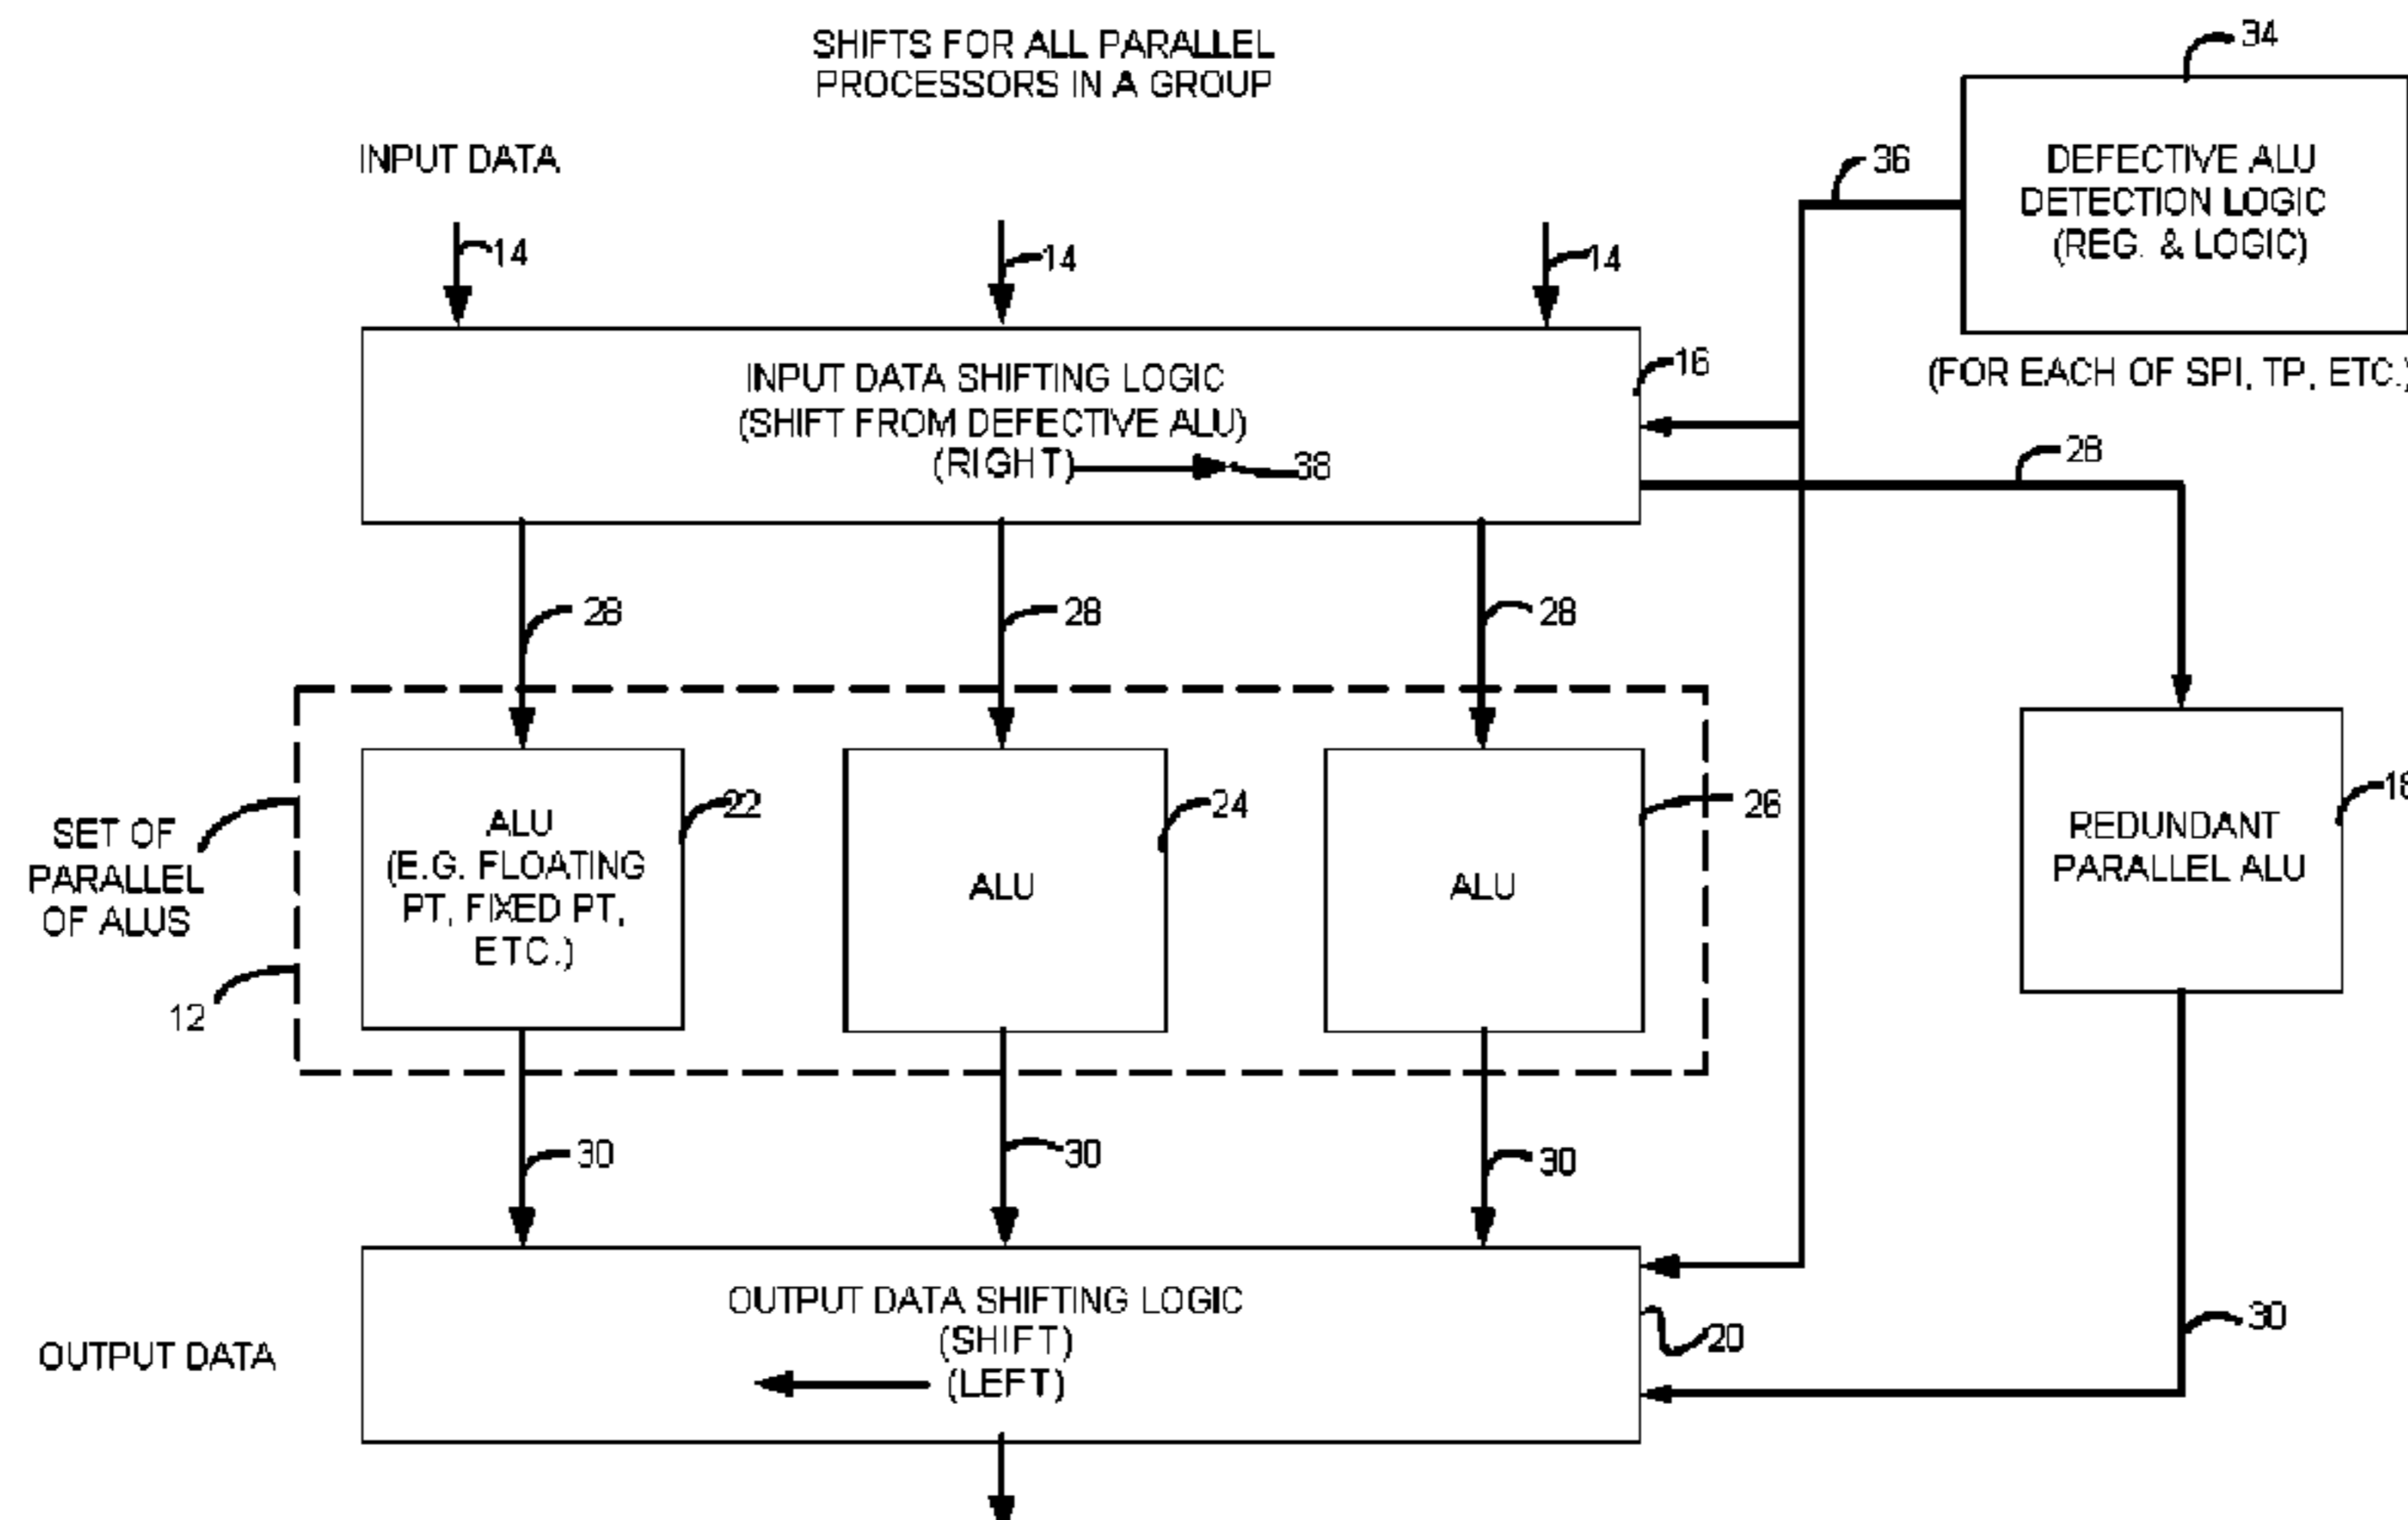 SHIFTS FOR ALL PARALLEL
PROCESSORS IN A GROUP
34
INPUT DATA
36
DEFECTIVE ALU
DETECTION LOGIC
(REG. & LOGIC)
14
14
14
(FOR EACH OF SPI, TP, ETC.)
16
INPUT DATA SHIFTING LOGIC
(SHIFT FROM DEFECTIVE ALU)
(RIGHT)
38
28
28
28
28
SET OF
PARALLEL
OF ALUS
12
ALU
(E.G. FLOATING
PT, FIXED PT,
ETC.)
22
ALU
24
ALU
26
REDUNDANT
PARALLEL ALU
18
30
30
30
30
OUTPUT DATA
OUTPUT DATA SHIFTING LOGIC
(SHIFT)
(LEFT)
20